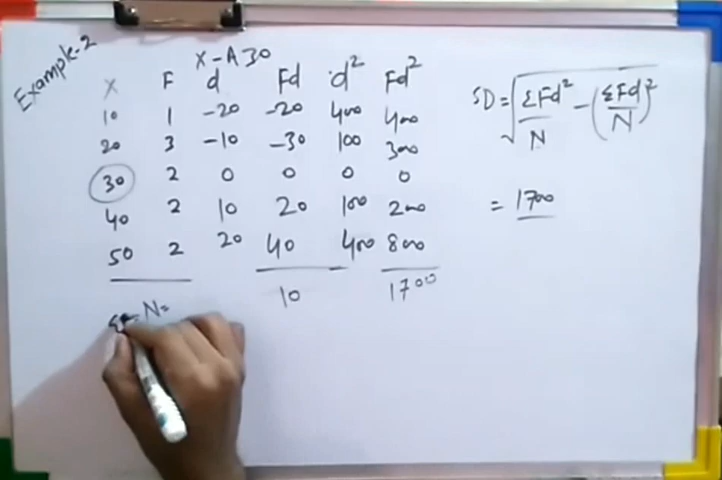 Example-2
X-A30
X F d Fd d² Fd²
10 1 -20 -20 400 400
20 3 -10 -30 100 300
30 2 0 0 0 0
40 2 10 20 100 200
50 2 20 40 400 800
10 1700
N=
SD=√ΣFd²/N -(ΣFd/N)²
= 1700